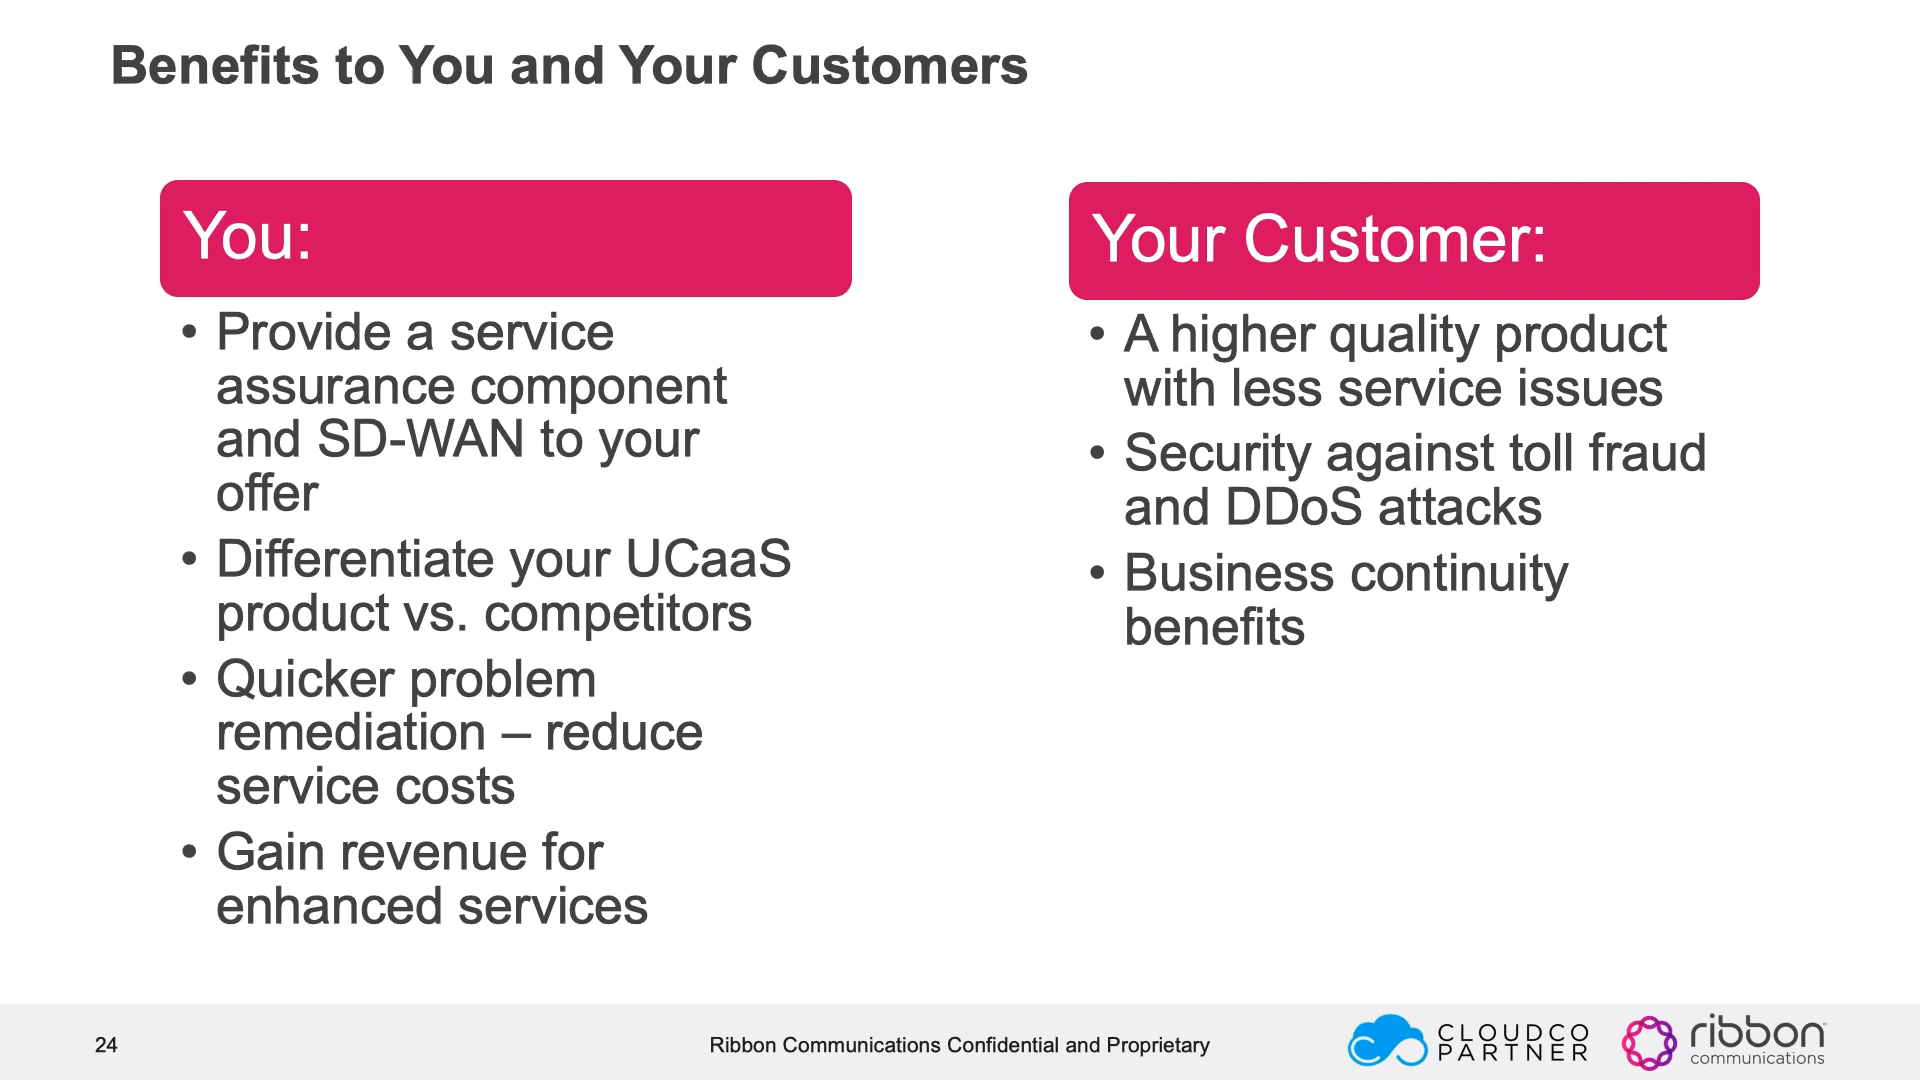 Benefits to You and Your Customers
You:
• Provide a service
assurance component
and SD-WAN to your
offer
• Differentiate your UCaaS
product vs. competitors
• Quicker problem
remediation – reduce
service costs
• Gain revenue for
enhanced services
Your Customer:
• A higher quality product
with less service issues
• Security against toll fraud
and DDoS attacks
• Business continuity
benefits
24
Ribbon Communications Confidential and Proprietary
CLOUDCO
PARTNER
ribbon
communications